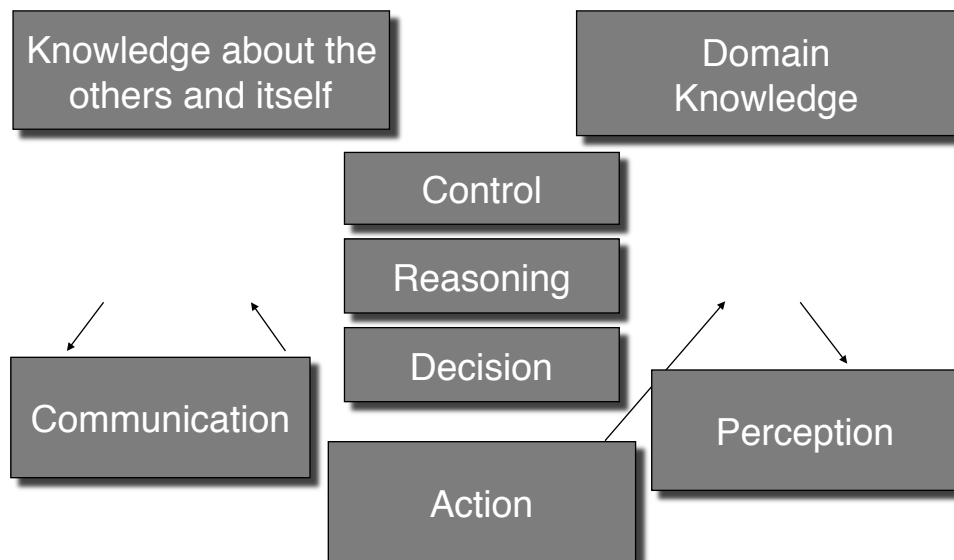 Knowledge about the
others and itself
Domain
Knowledge
Control
Reasoning
Decision
Communication
Perception
Action